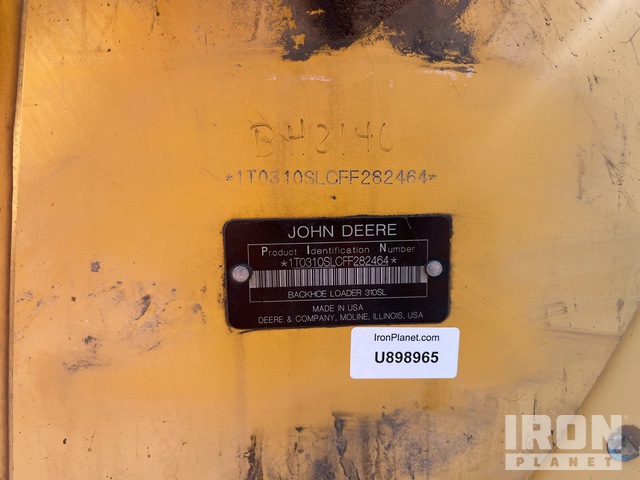 BH2140
*1T0310SLCFF282464*
JOHN DEERE
Product Identification Number
*1T0310SLCFF282464*
BACKHOE LOADER 310SL
MADE IN USA
DEERE & COMPANY, MOLINE, ILLINOIS, USA
IronPlanet.com
U898965
IRON
PLANET